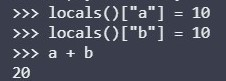 >>> locals()["a"] = 10
>>> locals()["b"] = 10
>>> a + b
20